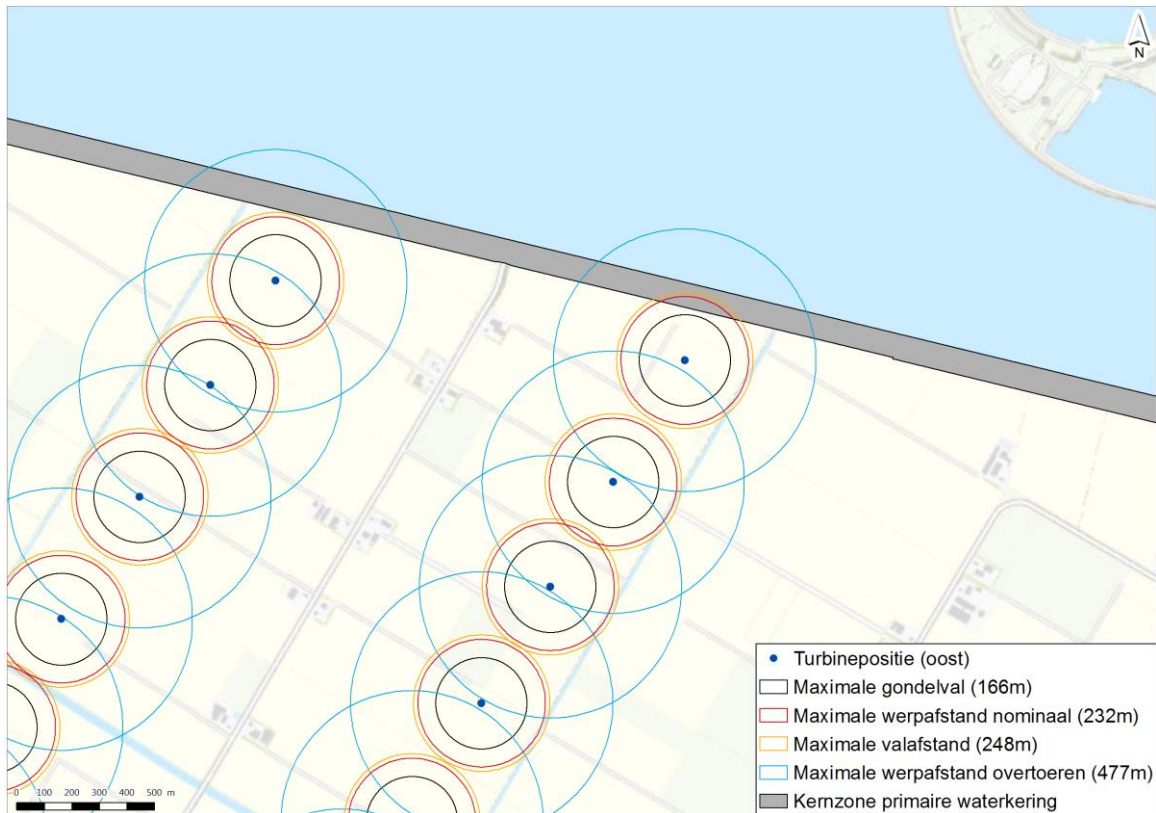 N
Turbinepositie (oost)
Maximale gondelval (166m)
Maximale werpafstand nominaal (232m)
Maximale valafstand (248m)
Maximale werpafstand overtoeren (477m)
Kernzone primaire waterkering
0 100 200 300 400 500 m